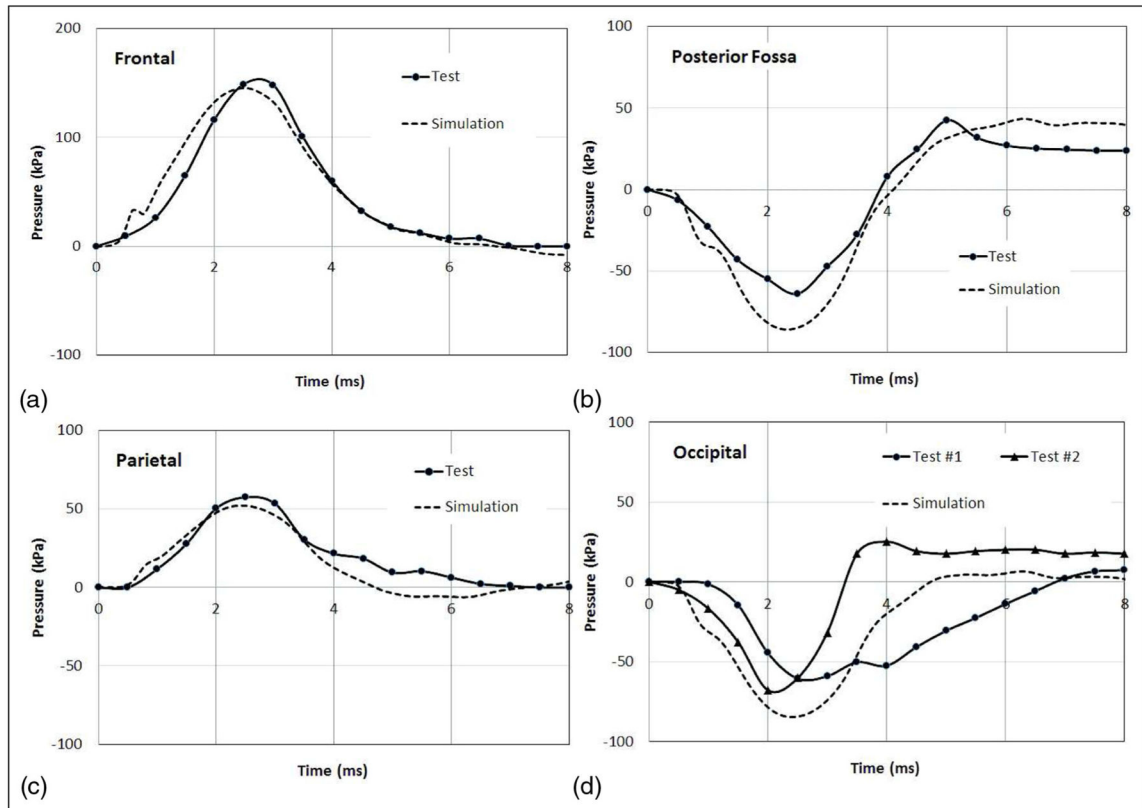 200
100
0
-100
0
2
4
6
8
Frontal
Test
Simulation
Pressure (kPa)
Time (ms)
(a)
100
50
0
-50
-100
0
2
4
6
8
Posterior Fossa
Test
Simulation
Pressure (kPa)
Time (ms)
(b)
100
50
0
-50
-100
0
2
4
6
8
Parietal
Test
Simulation
Pressure (kPa)
Time (ms)
(c)
100
50
0
-50
-100
0
2
4
6
8
Occipital
Test #1
Test #2
Simulation
Pressure (kPa)
Time (ms)
(d)